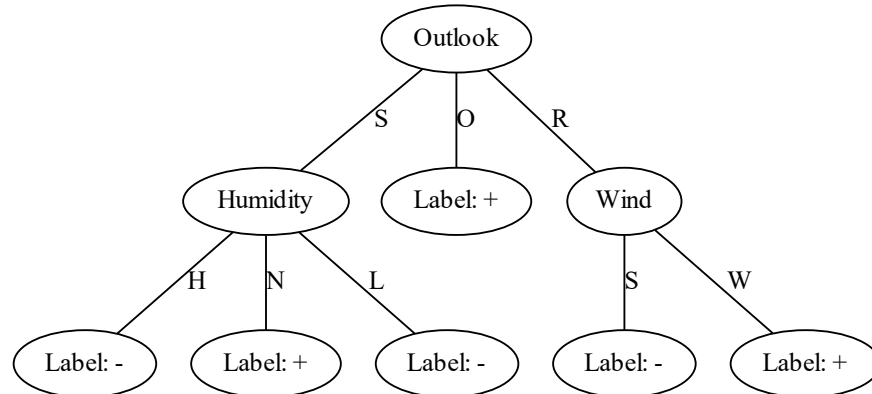 Outlook
S O R
Humidity Label: + Wind
H N L S W
Label: - Label: + Label: - Label: - Label: +